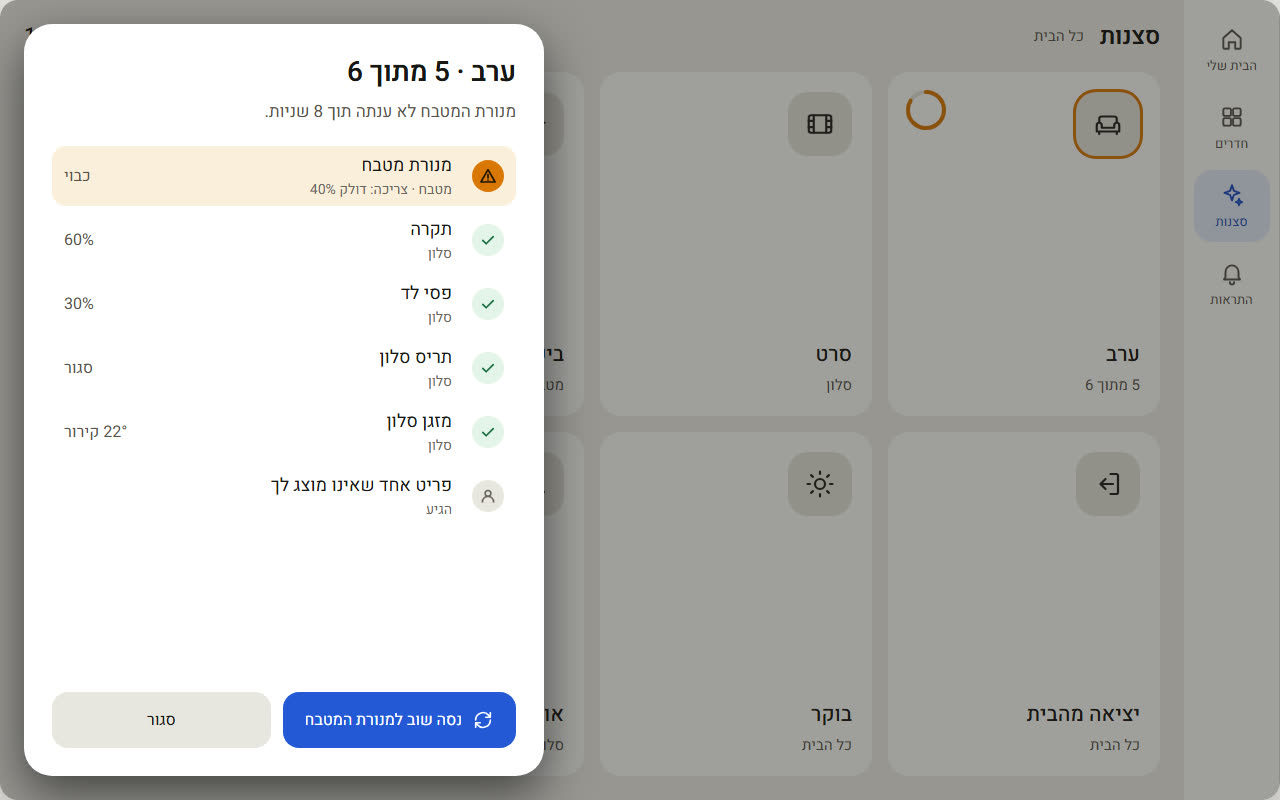 הבית שלי
חדרים
סצנות
התראות
סצנות
כל הבית
ערב
5 מתוך 6
סרט
סלון
יציאה מהבית
כל הבית
בוקר
כל הבית
ערב · 5 מתוך 6
מנורת המטבח לא ענתה תוך 8 שניות.
מנורת מטבח
מטבח · צריכה: דולק 40%
כבוי
תקרה
סלון
60%
פסי לד
סלון
30%
תריס סלון
סלון
סגור
מזגן סלון
סלון
22° קירור
פריט אחד שאינו מוצג לך
הגיע
נסה שוב למנורת המטבח
סגור